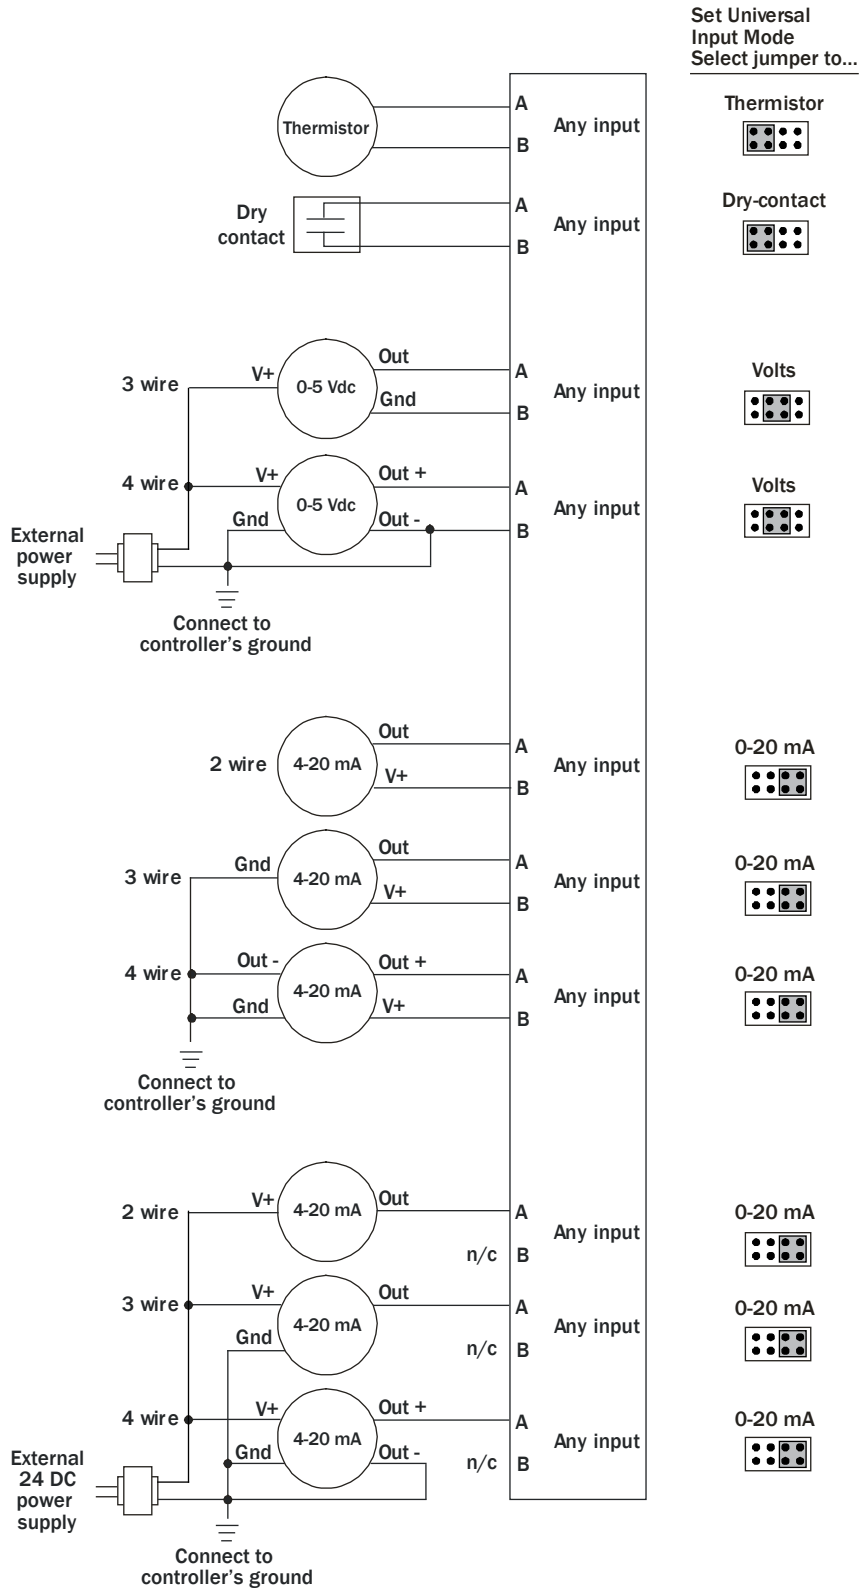 Set Universal
Input Mode
Select jumper to...
Thermistor
A
B
Any input
Thermistor
Dry
contact
A
B
Any input
Dry-contact
3 wire
V+
0-5 Vdc
Out
Gnd
A
B
Any input
Volts
4 wire
V+
Gnd
0-5 Vdc
Out +
Out -
A
B
Any input
Volts
External
power
supply
Connect to
controller's ground
2 wire
4-20 mA
Out
V+
A
B
Any input
0-20 mA
3 wire
Gnd
4-20 mA
Out
V+
A
B
Any input
0-20 mA
4 wire
Out -
Gnd
4-20 mA
Out +
V+
A
B
Any input
0-20 mA
Connect to
controller's ground
2 wire
V+
4-20 mA
Out
n/c
A
B
Any input
0-20 mA
3 wire
V+
Gnd
4-20 mA
Out
n/c
A
B
Any input
0-20 mA
4 wire
V+
Gnd
4-20 mA
Out +
Out -
n/c
A
B
Any input
0-20 mA
External
24 DC
power
supply
Connect to
controller's ground